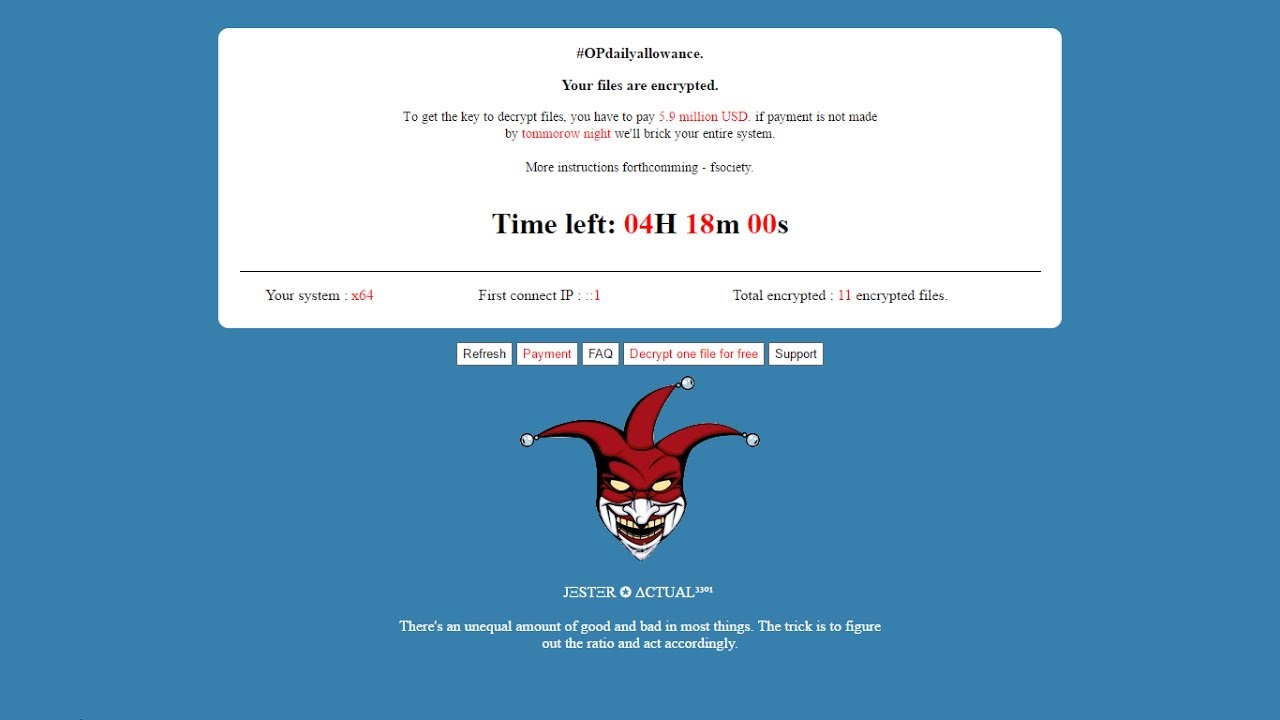 #OPdailyallowance.
Your files are encrypted.
To get the key to decrypt files, you have to pay 5.9 million USD. if payment is not made
by tommorow night we'll brick your entire system.
More instructions forthcomming - fsociety.
Time left: 04H 18m 00s
Your system : x64 First connect IP : ::1 Total encrypted : 11 encrypted files.
Refresh Payment FAQ Decrypt one file for free Support
JΞSTΞR ✪ ΔCTUAL³³⁰¹
There's an unequal amount of good and bad in most things. The trick is to figure
out the ratio and act accordingly.